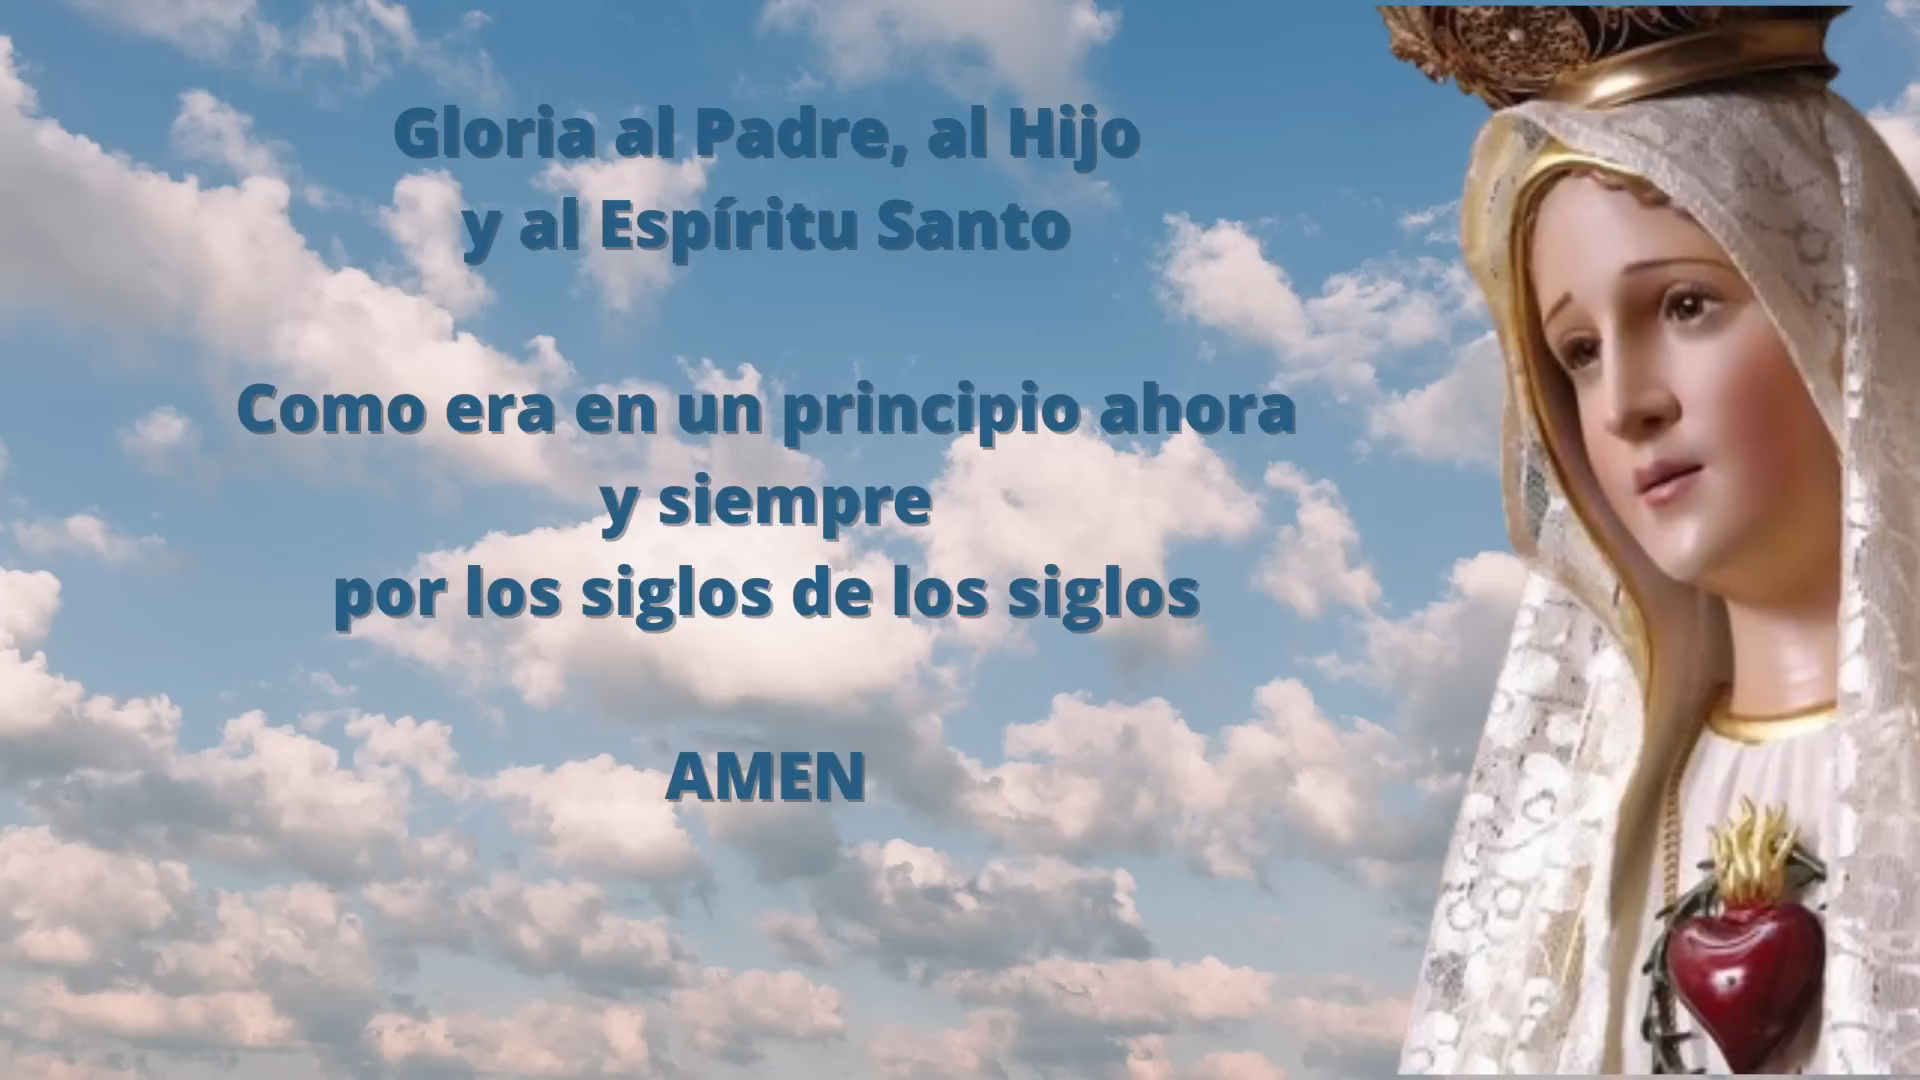 Gloria al Padre, al Hijo
y al Espíritu Santo
Como era en un principio ahora
y siempre
por los siglos de los siglos
AMEN